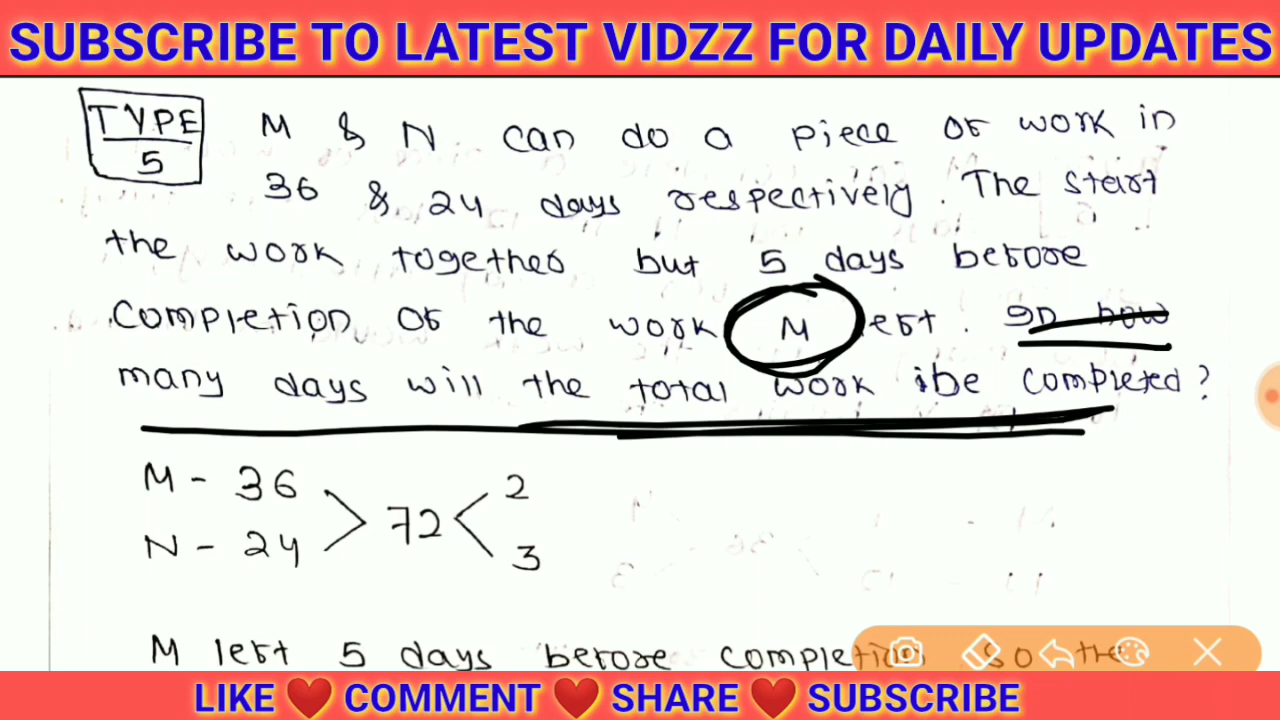 SUBSCRIBE TO LATEST VIDZZ FOR DAILY UPDATES
TYPE
5
M & N can do a piece of work in
36 & 24 days respectively. The start
the work together but 5 days before
completion of the work M left. In how
many days will the total work be completed?
M - 36
N - 24
72
2
3
M left 5 days before completion so the
LIKE ❤️ COMMENT ❤️ SHARE ❤️ SUBSCRIBE